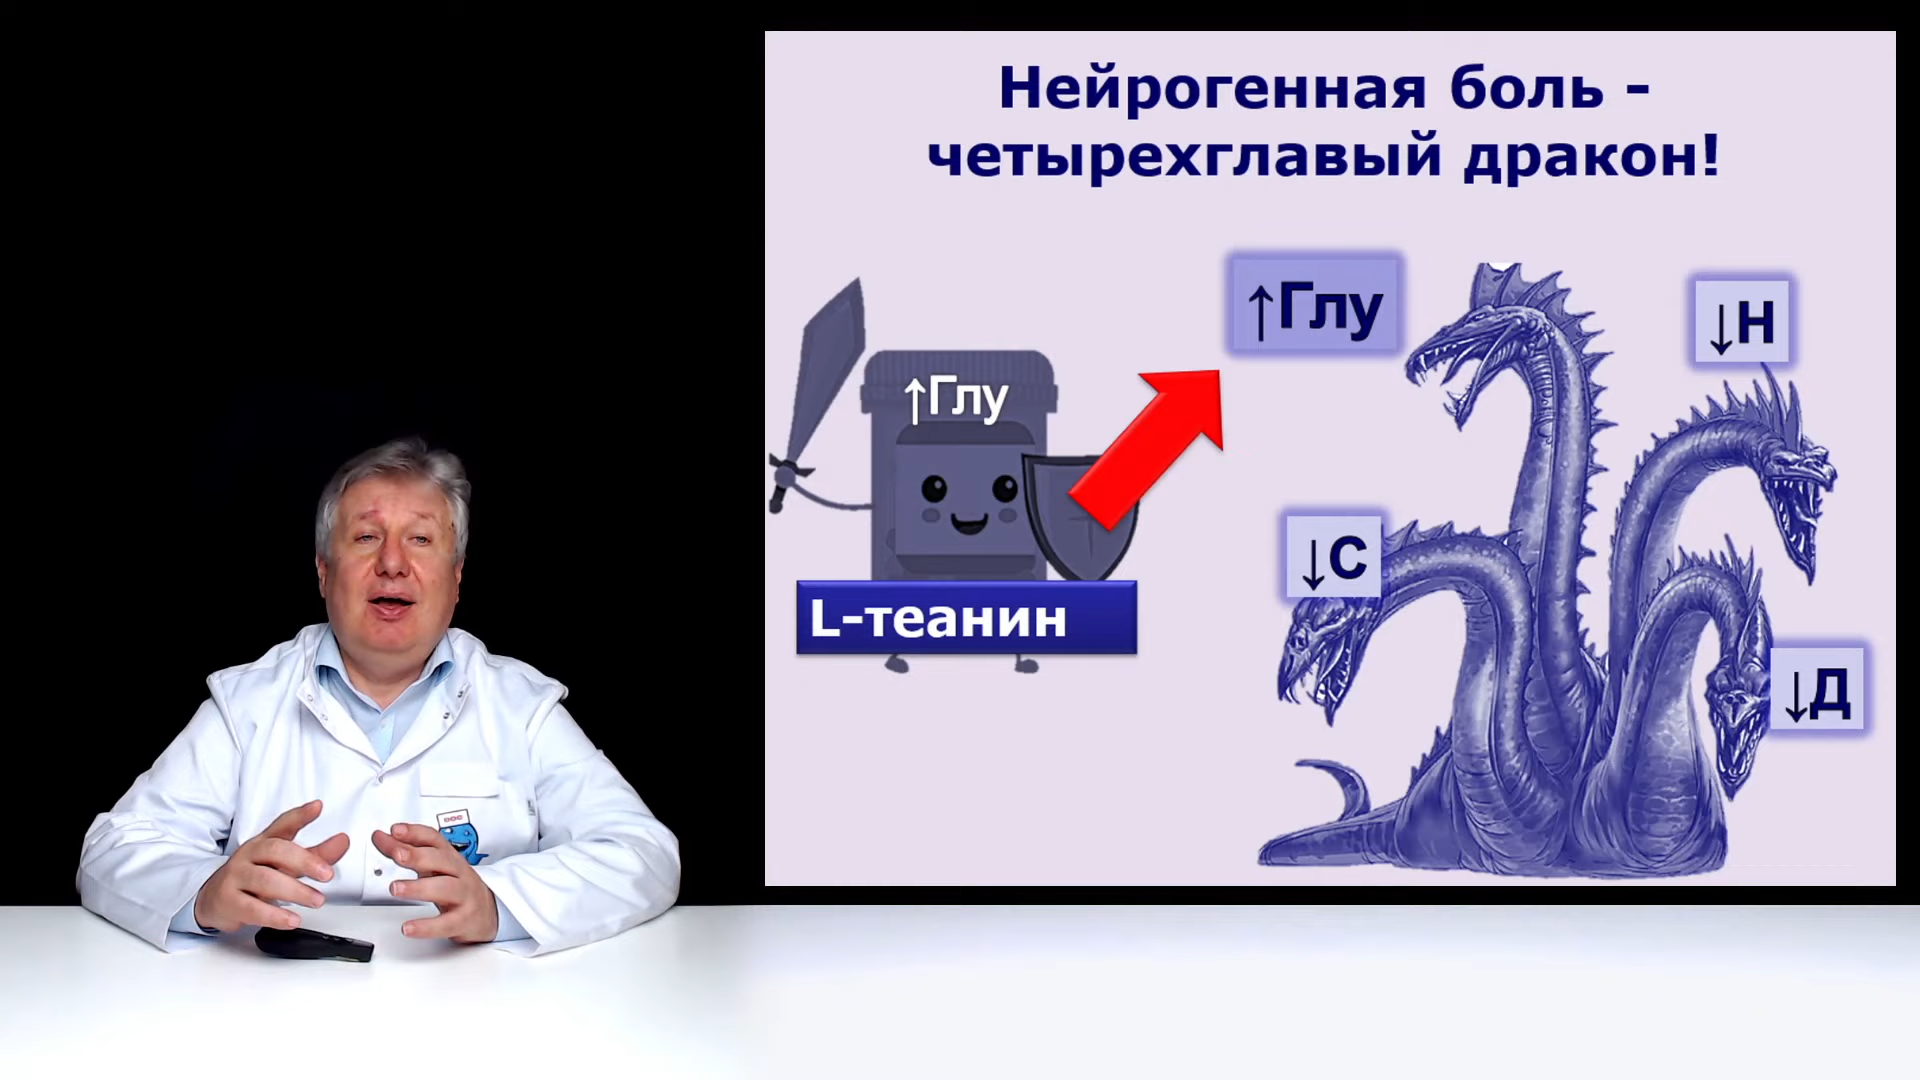 Нейрогенная боль -
четырехглавый дракон!
↑Глу
↓Н
↑Глу
↓С
L-теанин
↓Д